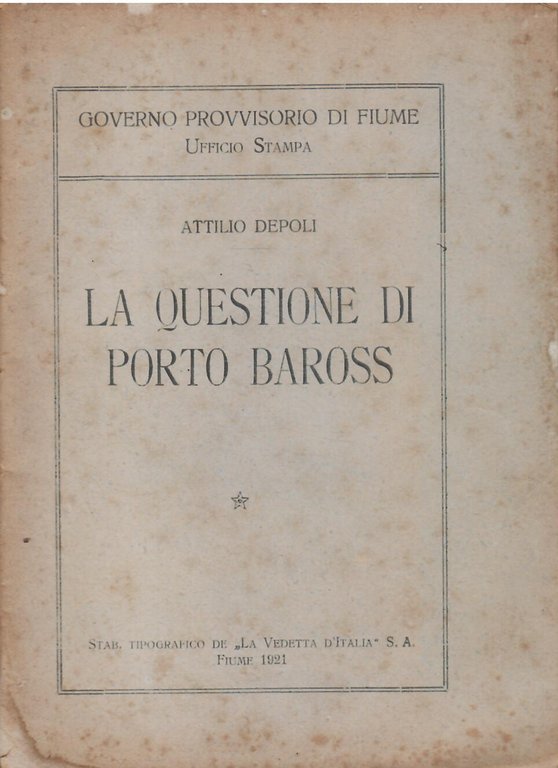 GOVERNO PROVVISORIO DI FIUME
UFFICIO STAMPA
ATTILIO DEPOLI
LA QUESTIONE DI
PORTO BAROSS
STAB. TIPOGRAFICO DE „LA VEDETTA D'ITALIA“ S. A.
FIUME 1921